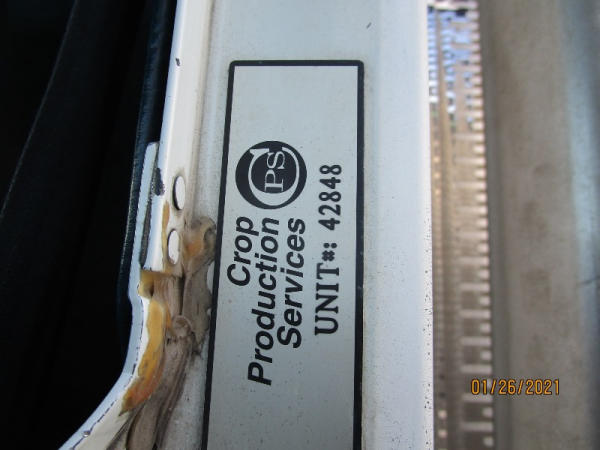 CPS
Crop
Production
Services
UNIT#: 42848
01/26/2021